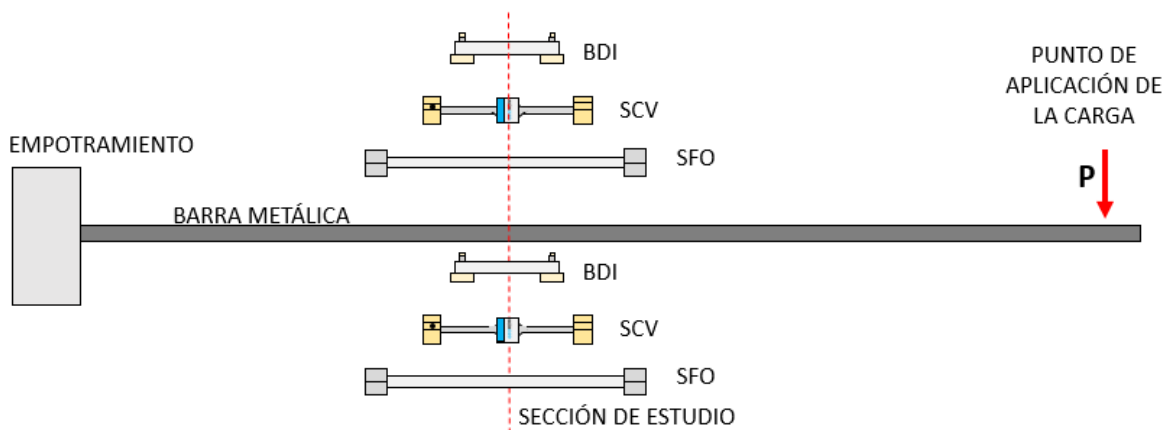 BDI
PUNTO DE
APLICACIÓN DE
LA CARGA
SCV
EMPOTRAMIENTO
SFO
P
BARRA METÁLICA
BDI
SCV
SFO
SECCIÓN DE ESTUDIO